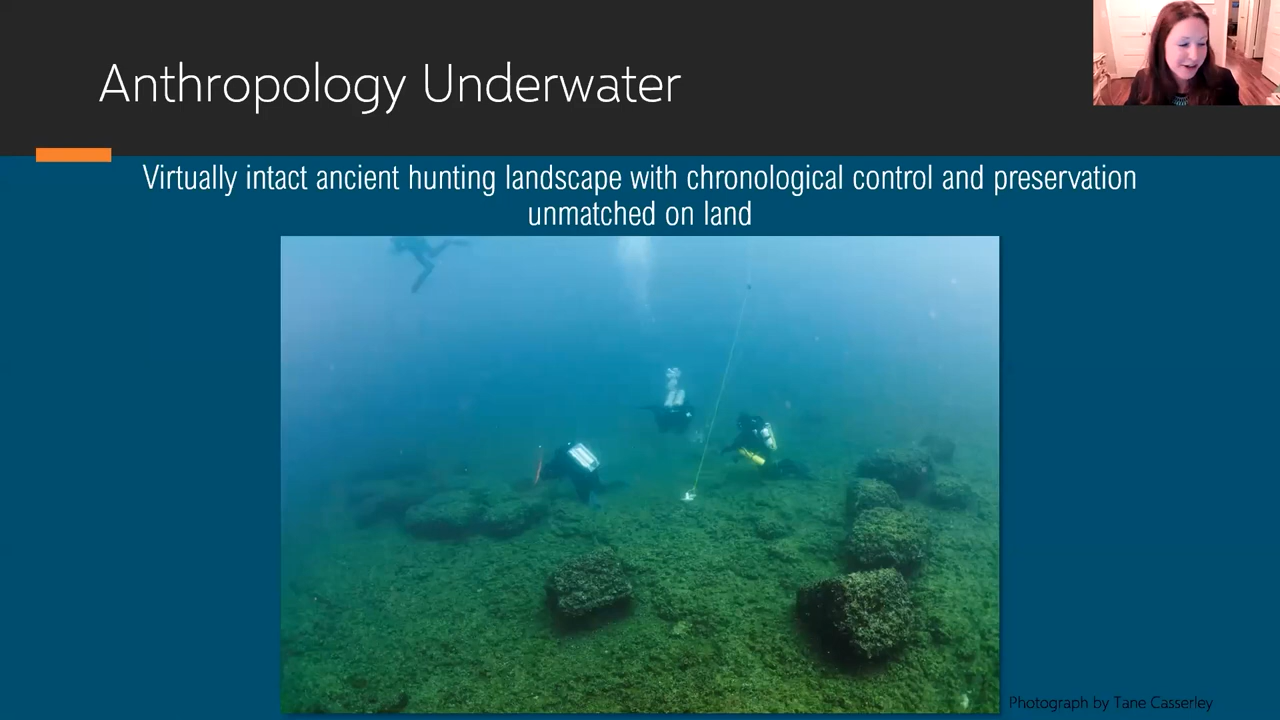 Anthropology Underwater
Virtually intact ancient hunting landscape with chronological control and preservation
unmatched on land
Photograph by Tane Casserley